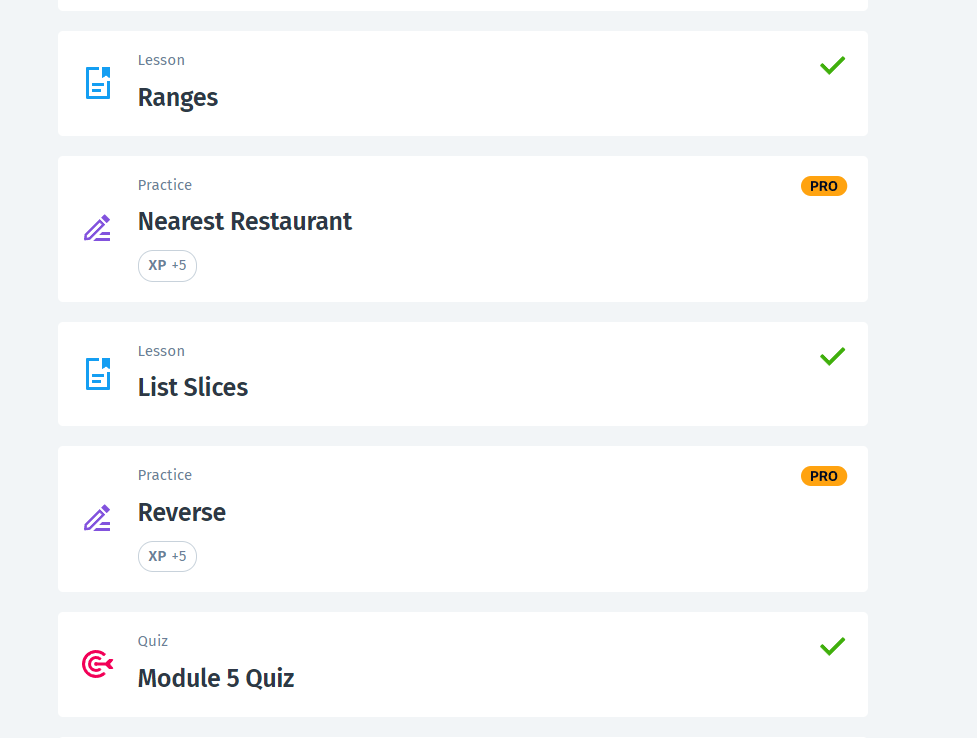 Lesson
Ranges
Practice
PRO
Nearest Restaurant
XP +5
Lesson
List Slices
Practice
PRO
Reverse
XP +5
Quiz
Module 5 Quiz